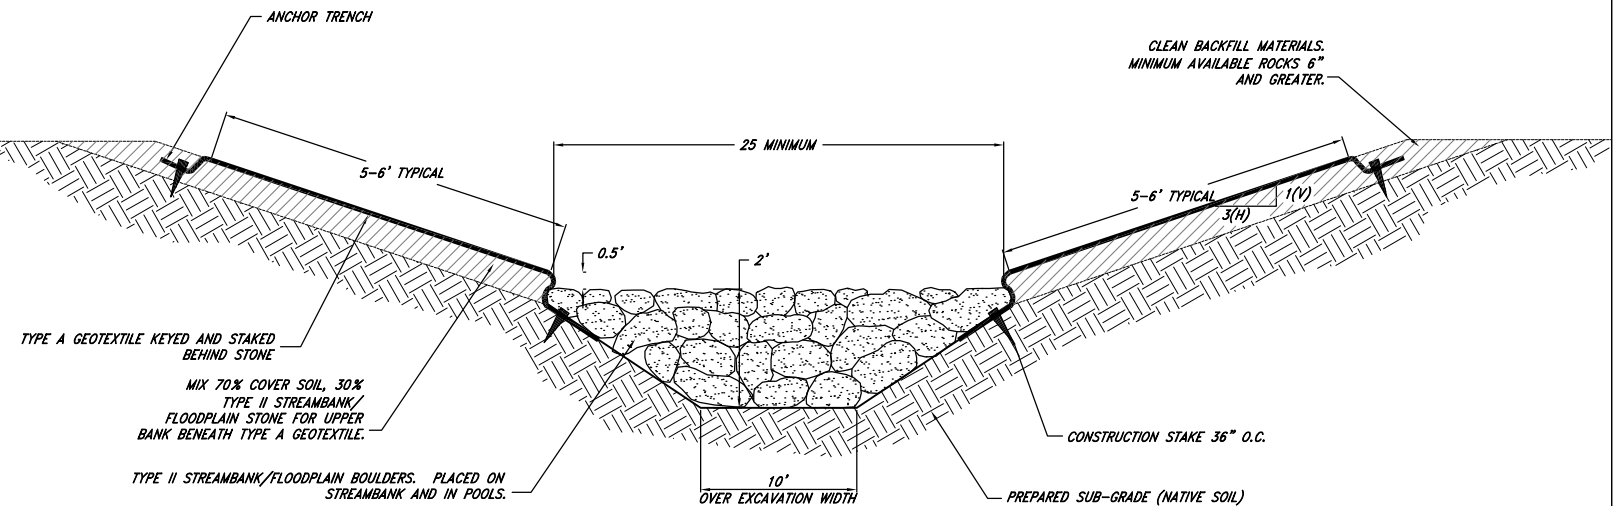 ANCHOR TRENCH
CLEAN BACKFILL MATERIALS.
MINIMUM AVAILABLE ROCKS 6"
AND GREATER.
25 MINIMUM
5-6' TYPICAL
5-6' TYPICAL
1(V)
3(H)
0.5'
2'
TYPE A GEOTEXTILE KEYED AND STAKED
BEHIND STONE
MIX 70% COVER SOIL, 30%
TYPE II STREAMBANK/
FLOODPLAIN STONE FOR UPPER
BANK BENEATH TYPE A GEOTEXTILE.
CONSTRUCTION STAKE 36" O.C.
TYPE II STREAMBANK/FLOODPLAIN BOULDERS. PLACED ON
STREAMBANK AND IN POOLS.
10'
OVER EXCAVATION WIDTH
PREPARED SUB-GRADE (NATIVE SOIL)